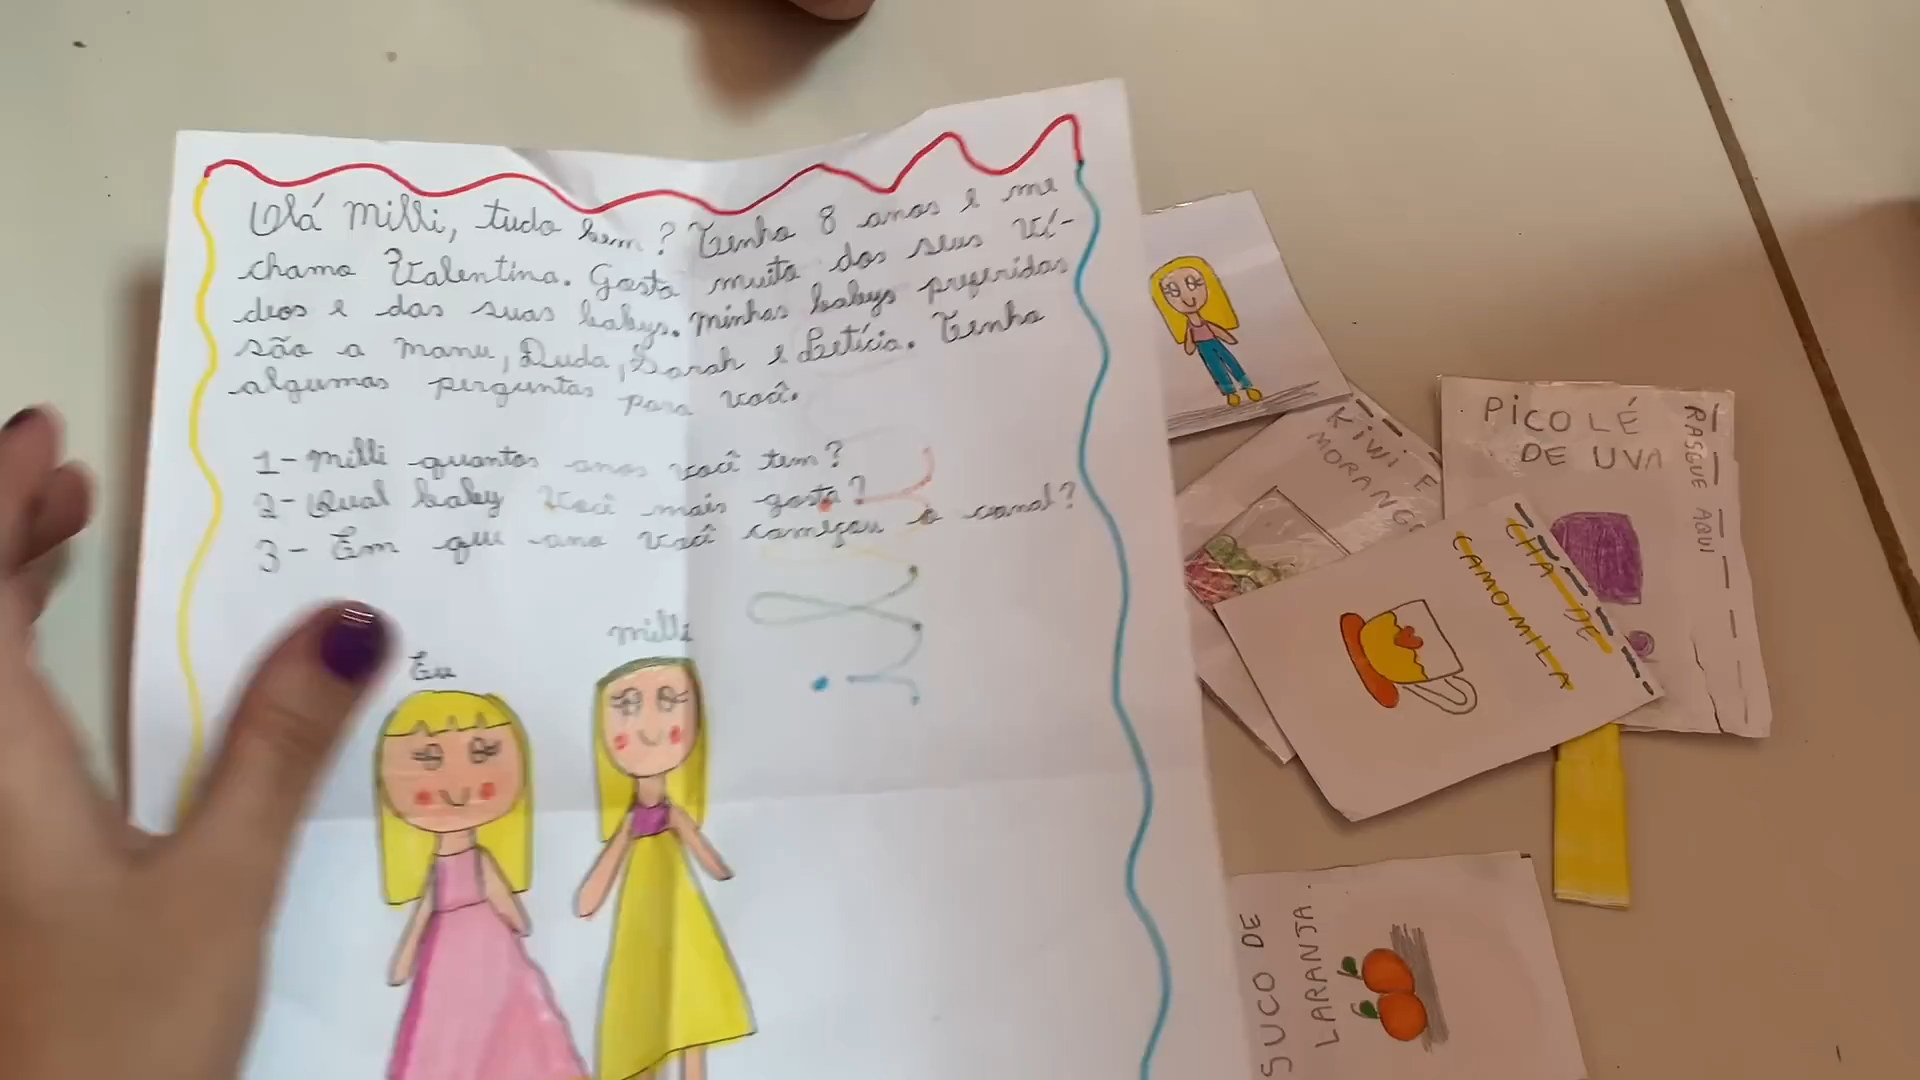 Olá Milli, tudo bem? Tenho 8 anos e me
chamo Valentina. Gosto muito dos seus ví-
deos e das suas babys. Minhas babys preferidas
são a Manu, Duda, Sarah e Letícia. Tenho
algumas perguntas para você.
1- Milli quantos anos você tem?
2- Qual baby você mais gosta?
3- Em que ano você começou o canal?
Eu
Milli
KIWI E
MORANGO
PICOLÉ
DE UVA
RASGUE AQUI
CHÁ DE
CAMOMILA
SUCO DE
LARANJA